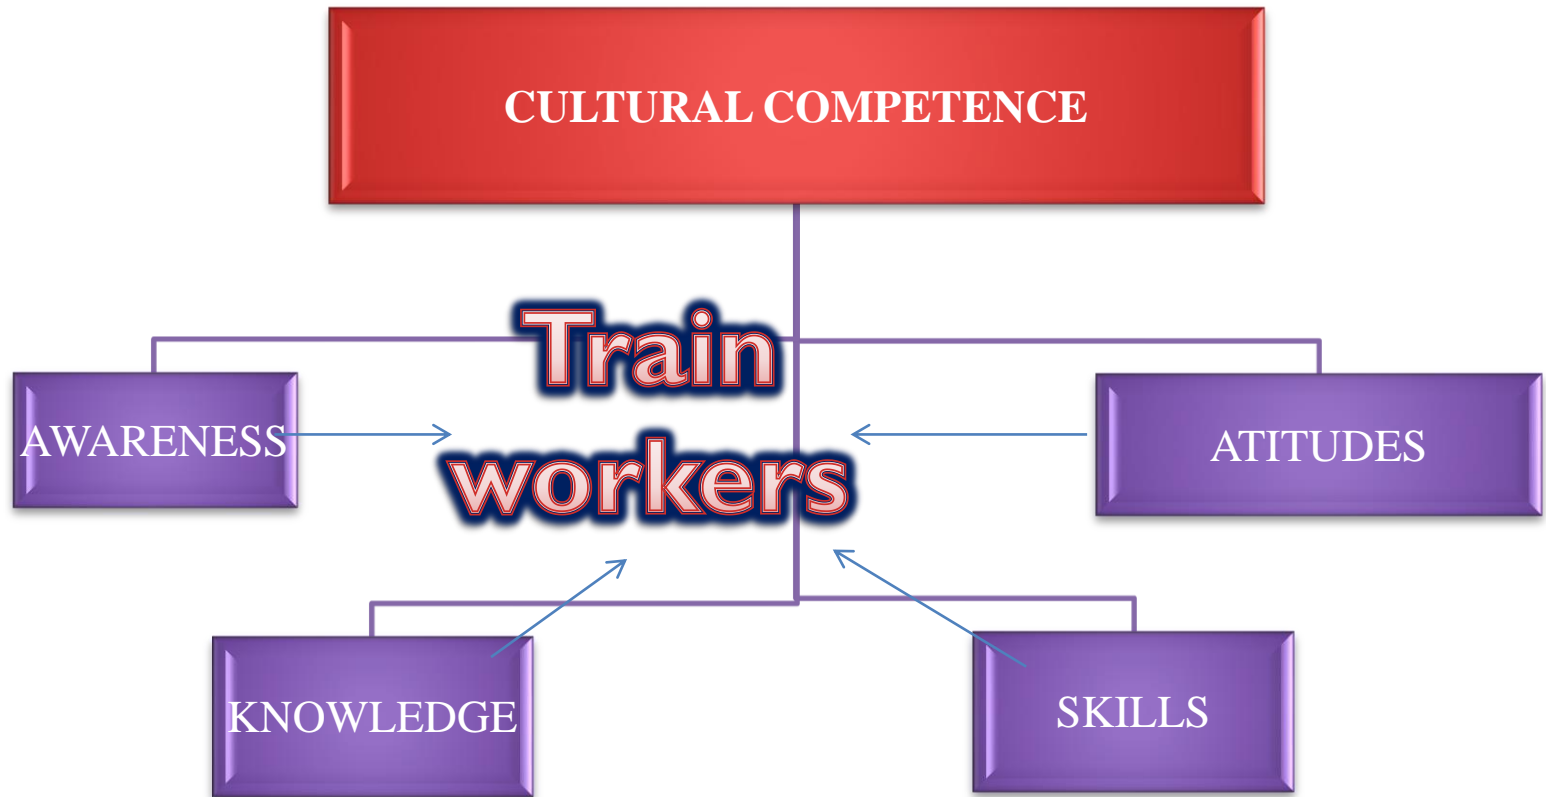 CULTURAL COMPETENCE
Train
workers
AWARENESS
ATITUDES
KNOWLEDGE
SKILLS